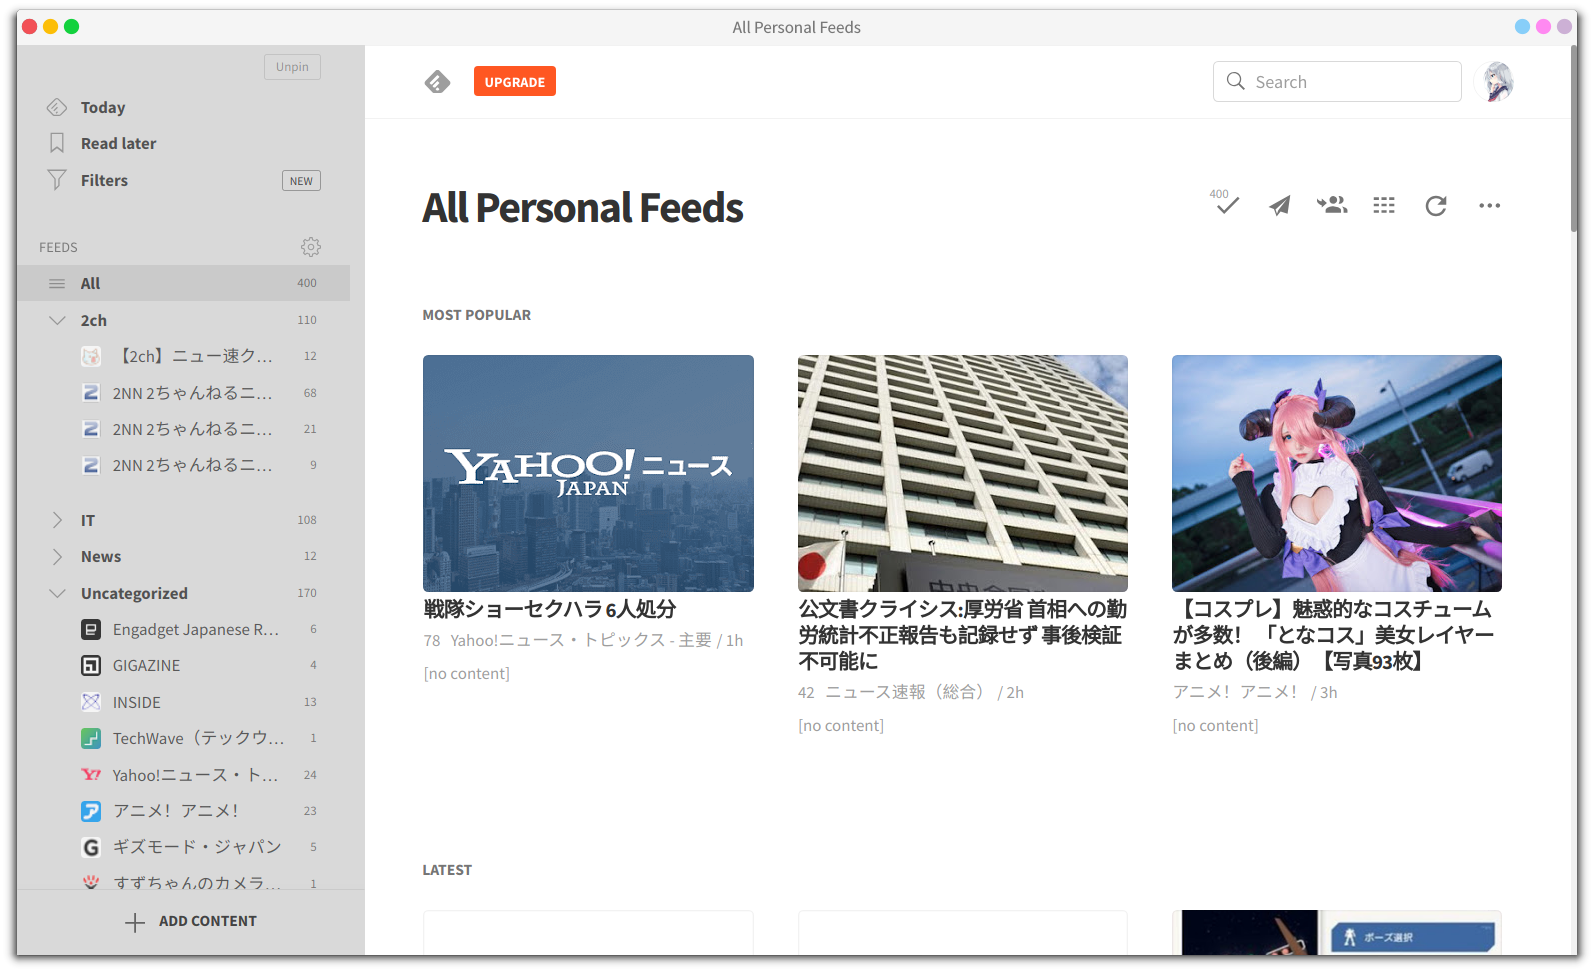 All Personal Feeds
Unpin
Today
Read later
Filters
NEW
FEEDS
All
400
2ch
110
【2ch】ニュー速ク...
12
2NN 2ちゃんねるニ...
68
2NN 2ちゃんねるニ...
21
2NN 2ちゃんねるニ...
9
IT
108
News
12
Uncategorized
170
Engadget Japanese R...
6
GIGAZINE
4
INSIDE
13
TechWave（テックウ...
1
Yahoo!ニュース・ト...
24
アニメ！アニメ！
23
ギズモード・ジャパン
5
すずちゃんのカメラ...
1
ADD CONTENT
UPGRADE
Search
All Personal Feeds
400
MOST POPULAR
YAHOO! ニュース
JAPAN
戦隊ショーセクハラ 6人処分
78 Yahoo!ニュース・トピックス - 主要 / 1h
[no content]
公文書クライシス:厚労省 首相への勤
労統計不正報告も記録せず 事後検証
不可能に
42 ニュース速報（総合） / 2h
[no content]
【コスプレ】魅惑的なコスチューム
が多数！「となコス」美女レイヤー
まとめ（後編）【写真93枚】
アニメ！アニメ！ / 3h
[no content]
LATEST
ポーズ選択